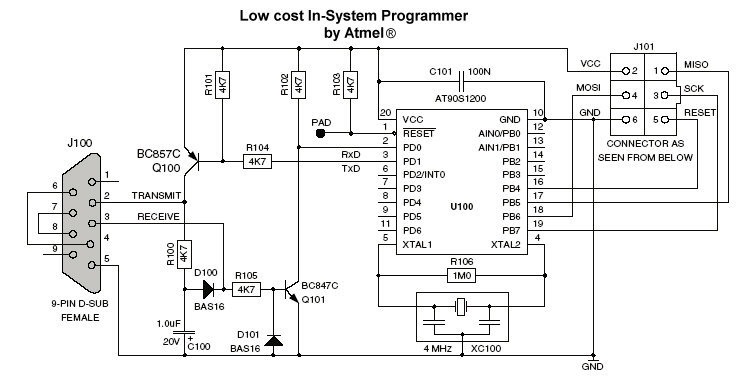 Low cost In-System Programmer
by Atmel®
J101
VCC
2
1
MISO
MOSI
4
3
SCK
GND
6
5
RESET
CONNECTOR AS
SEEN FROM BELOW
R101
4K7
R102
4K7
R103
4K7
C101
100N
AT90S1200
PAD
20
VCC
GND
10
1
RESET
AIN0/PB0
12
2
PD0
AIN1/PB1
13
RxD
3
PD1
PB2
14
TxD
6
PD2/INT0
PB3
15
7
PD3
PB4
16
8
PD4
PB5
17
9
PD5
PB6
18
11
PD6
PB7
19
5
XTAL1
XTAL2
4
U100
BC857C
Q100
R104
4K7
J100
1
6
2
TRANSMIT
7
3
RECEIVE
8
4
9
5
9-PIN D-SUB
FEMALE
R100
4K7
D100
BAS16
R105
4K7
BC847C
Q101
R106
1M0
1.0uF
20V
+
C100
D101
BAS16
4 MHz
XC100
GND